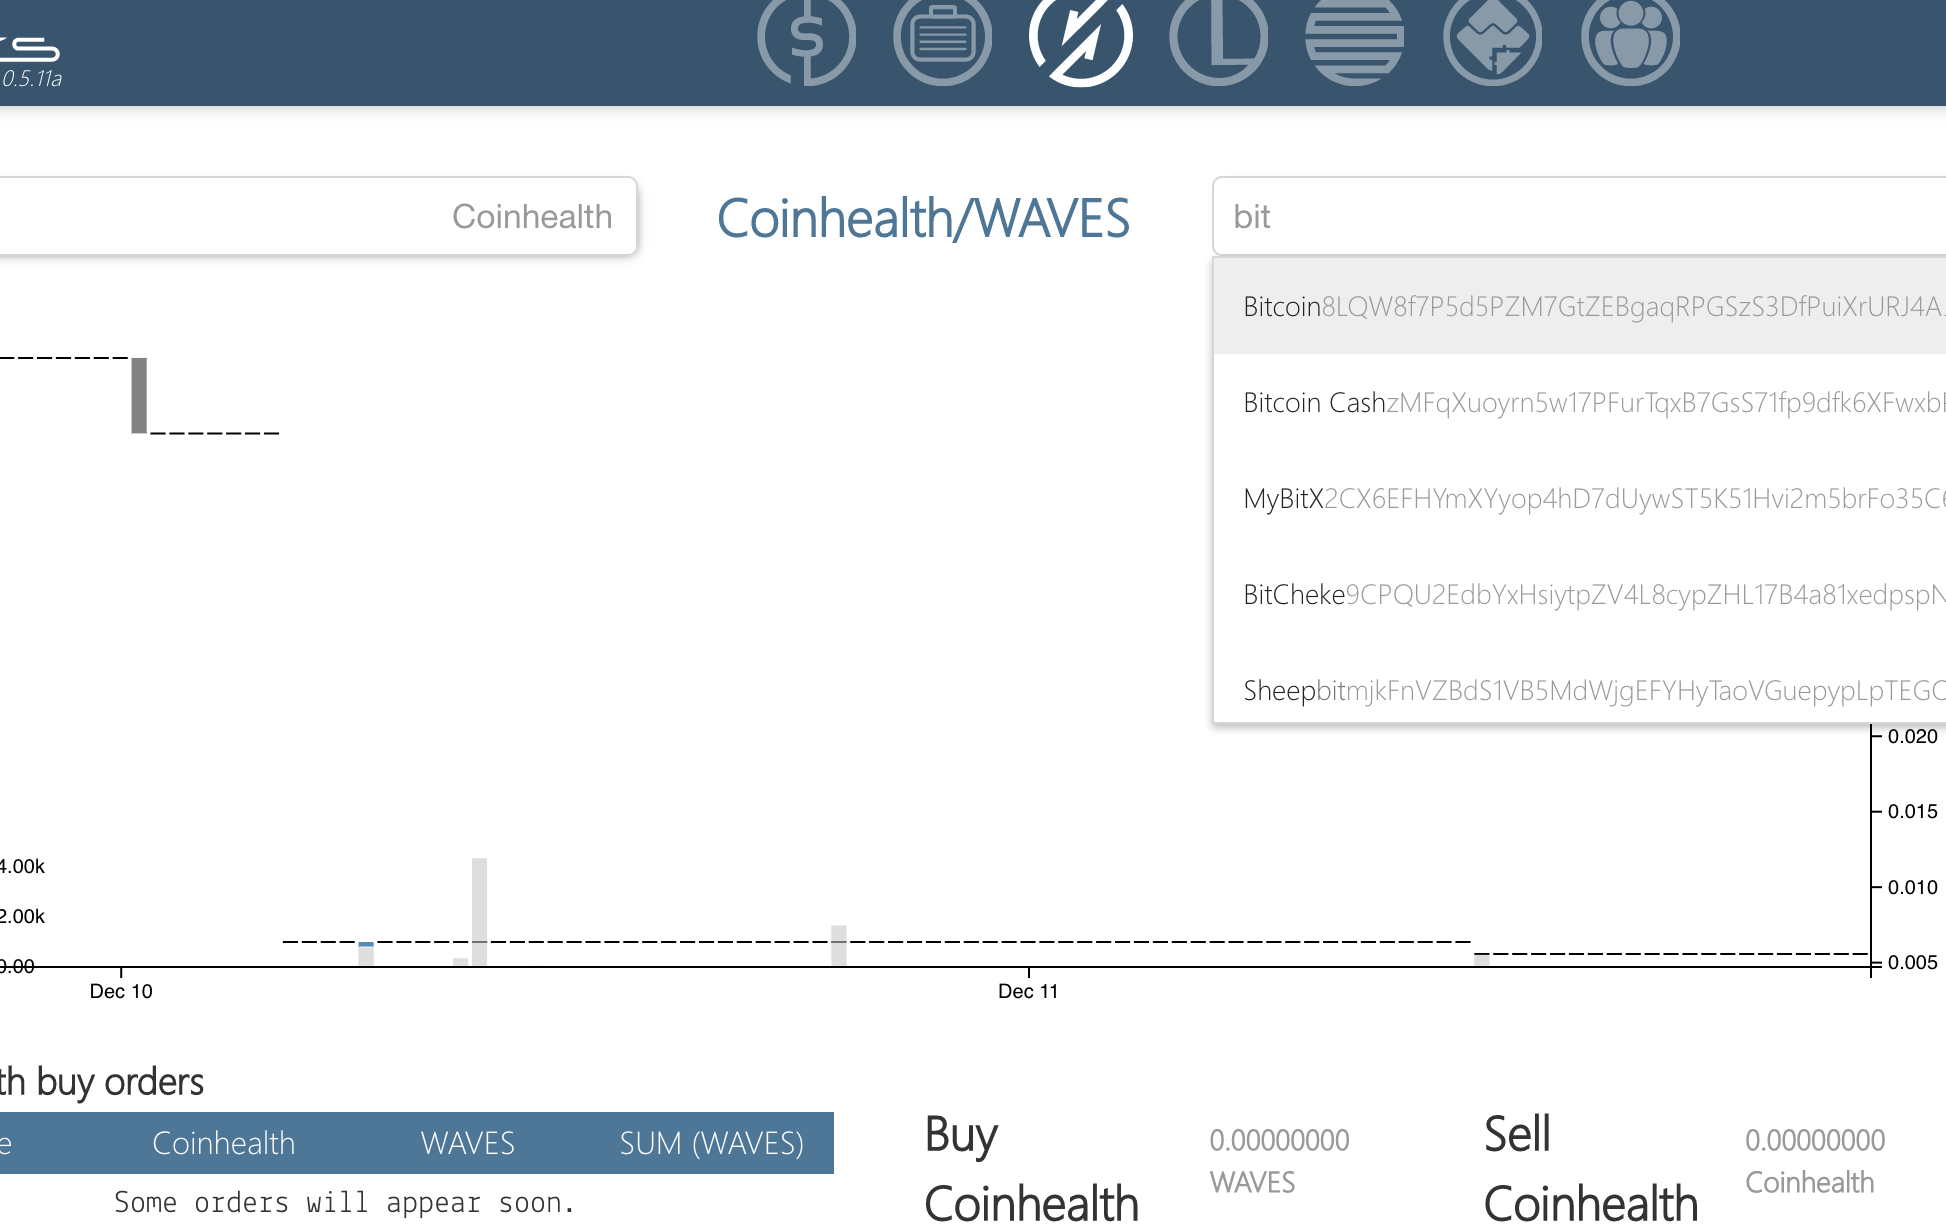 0.5.11a
Coinhealth
Coinhealth/WAVES
bit
Bitcoin8LQW8f7P5d5PZM7GtZEBgaqRPGSzS3DfPuiXrURJ4A
Bitcoin CashzMFqXuoyrn5w17PFurTqxB7GsS71fp9dfk6XFwxb
MyBitX2CX6EFHYmXYyop4hD7dUywST5K51Hvi2m5brFo35C
BitCheke9CPQU2EdbYxHsiytpZV4L8cypZHL17B4a81xedpsp
SheepbitmjkFnVZBdS1VB5MdWjgEFYHyTaoVGuepypLpTEG
0.020
0.015
0.010
0.005
4.00k
2.00k
0.00
Dec 10
Dec 11
th buy orders
e Coinhealth WAVES SUM (WAVES)
Some orders will appear soon.
Buy
Coinhealth
0.00000000
WAVES
Sell
Coinhealth
0.00000000
Coinhealth